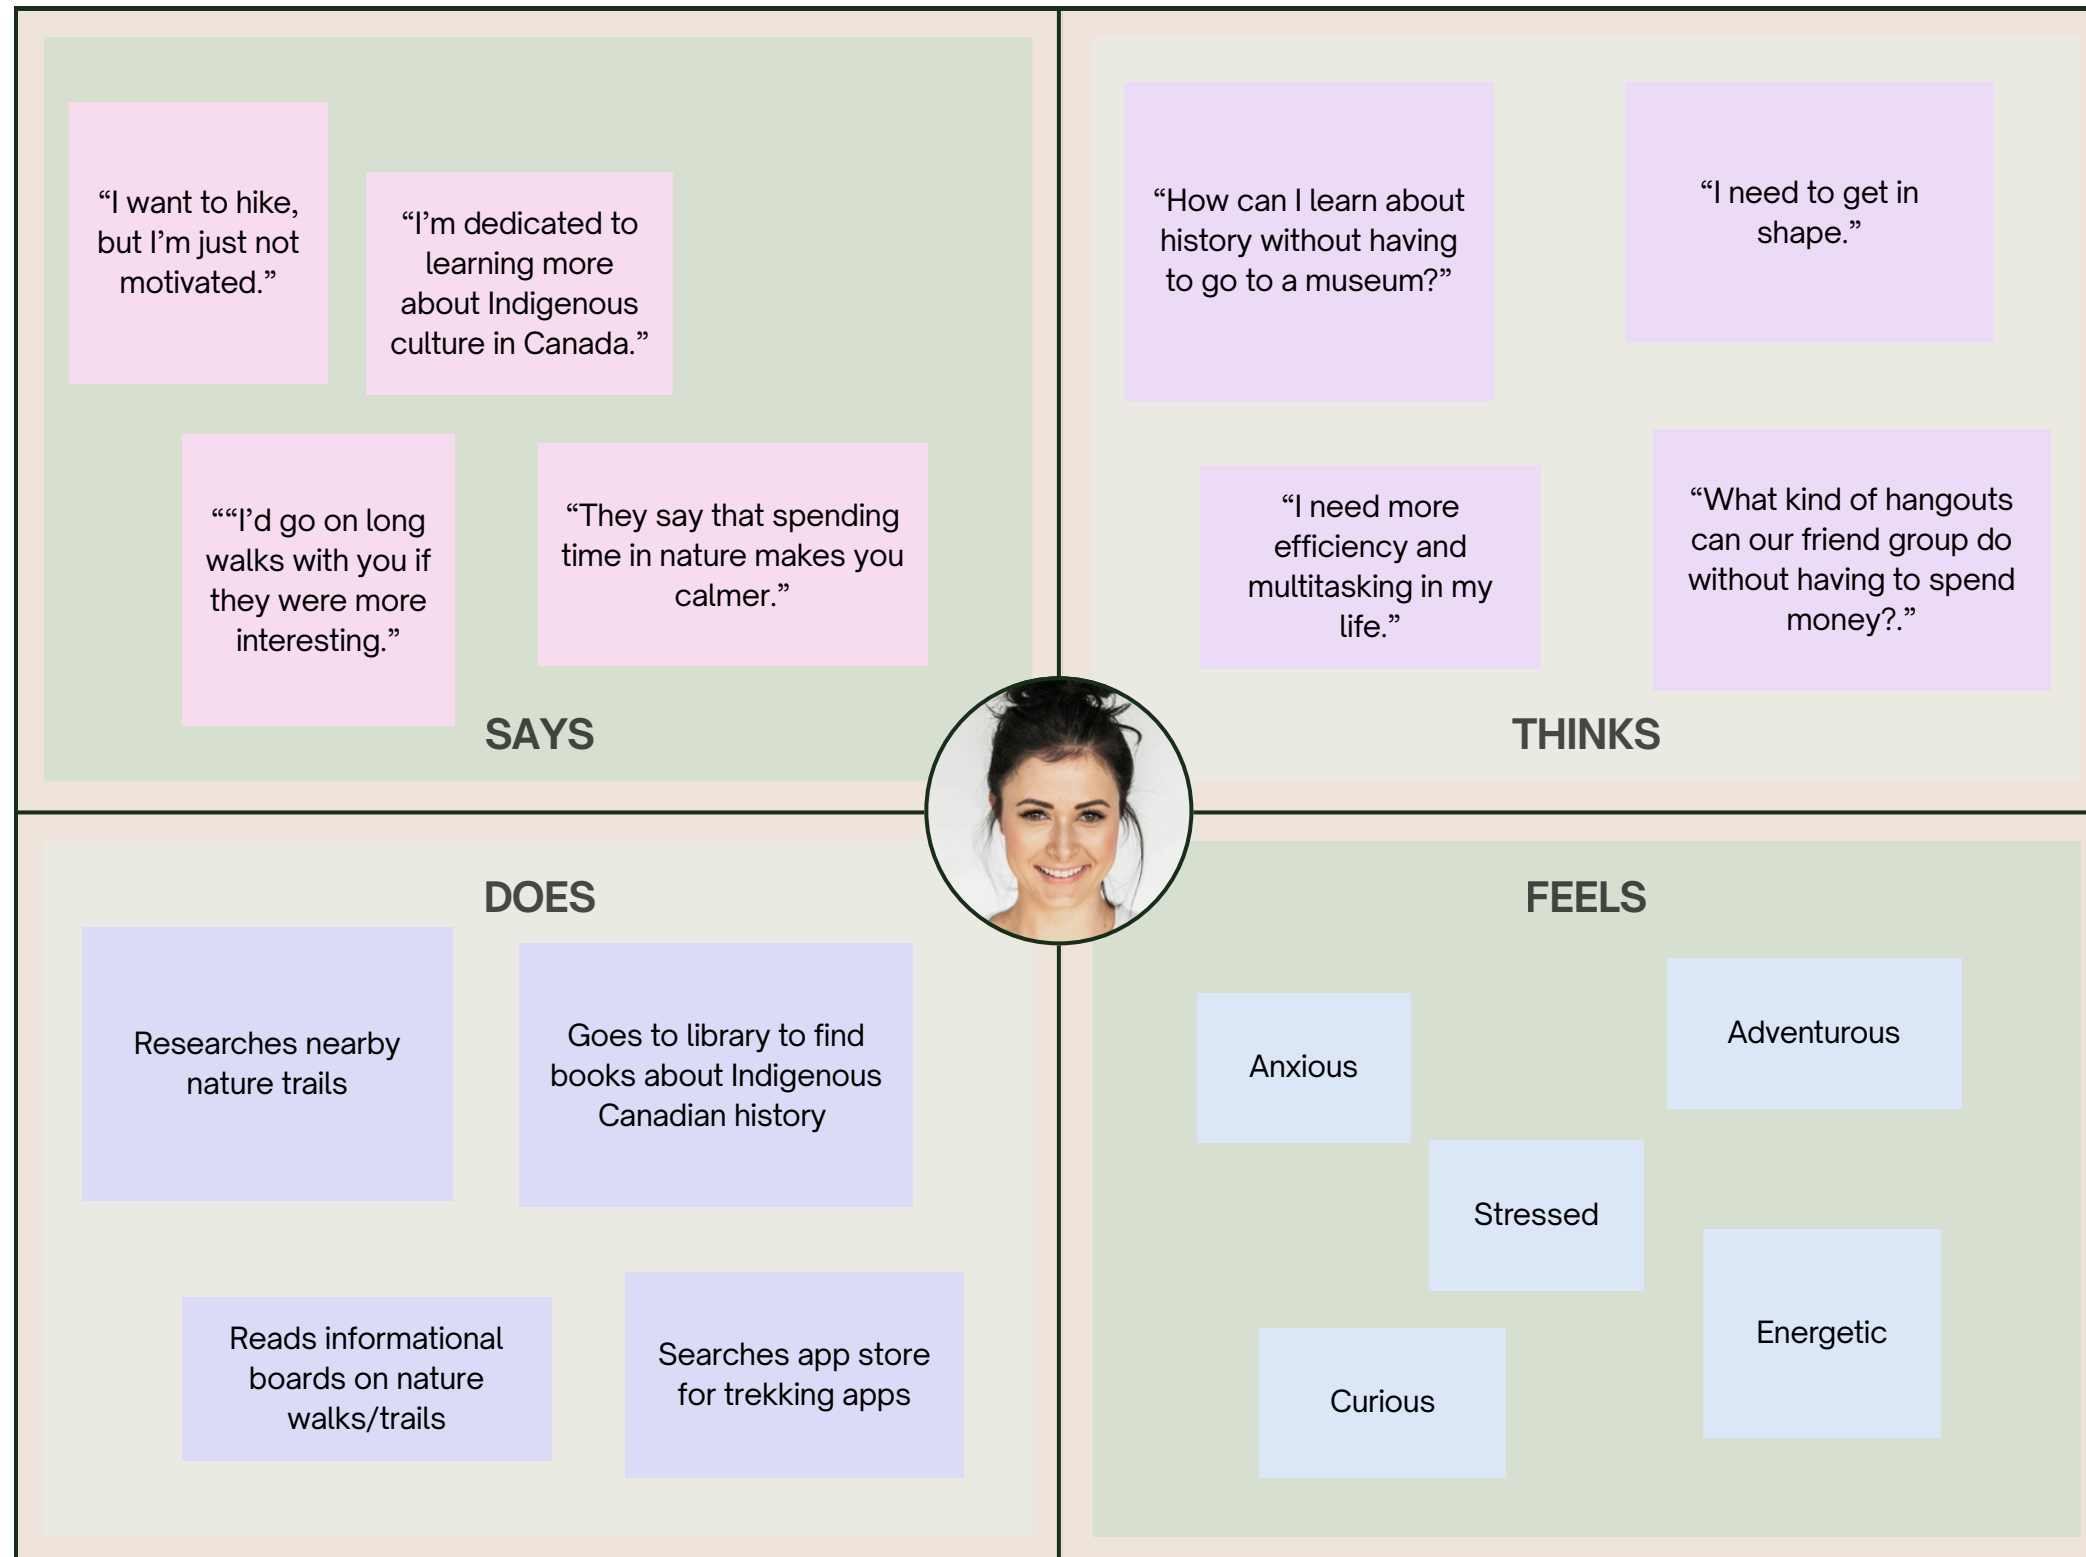 “I want to hike,
but I’m just not
motivated.”
“I’m dedicated to
learning more
about Indigenous
culture in Canada.”
““I’d go on long
walks with you if
they were more
interesting.”
“They say that spending
time in nature makes you
calmer.”
SAYS
“How can I learn about
history without having
to go to a museum?”
“I need to get in
shape.”
“I need more
efficiency and
multitasking in my
life.”
“What kind of hangouts
can our friend group do
without having to spend
money?.”
THINKS
DOES
Researches nearby
nature trails
Goes to library to find
books about Indigenous
Canadian history
Reads informational
boards on nature
walks/trails
Searches app store
for trekking apps
FEELS
Anxious
Adventurous
Stressed
Energetic
Curious